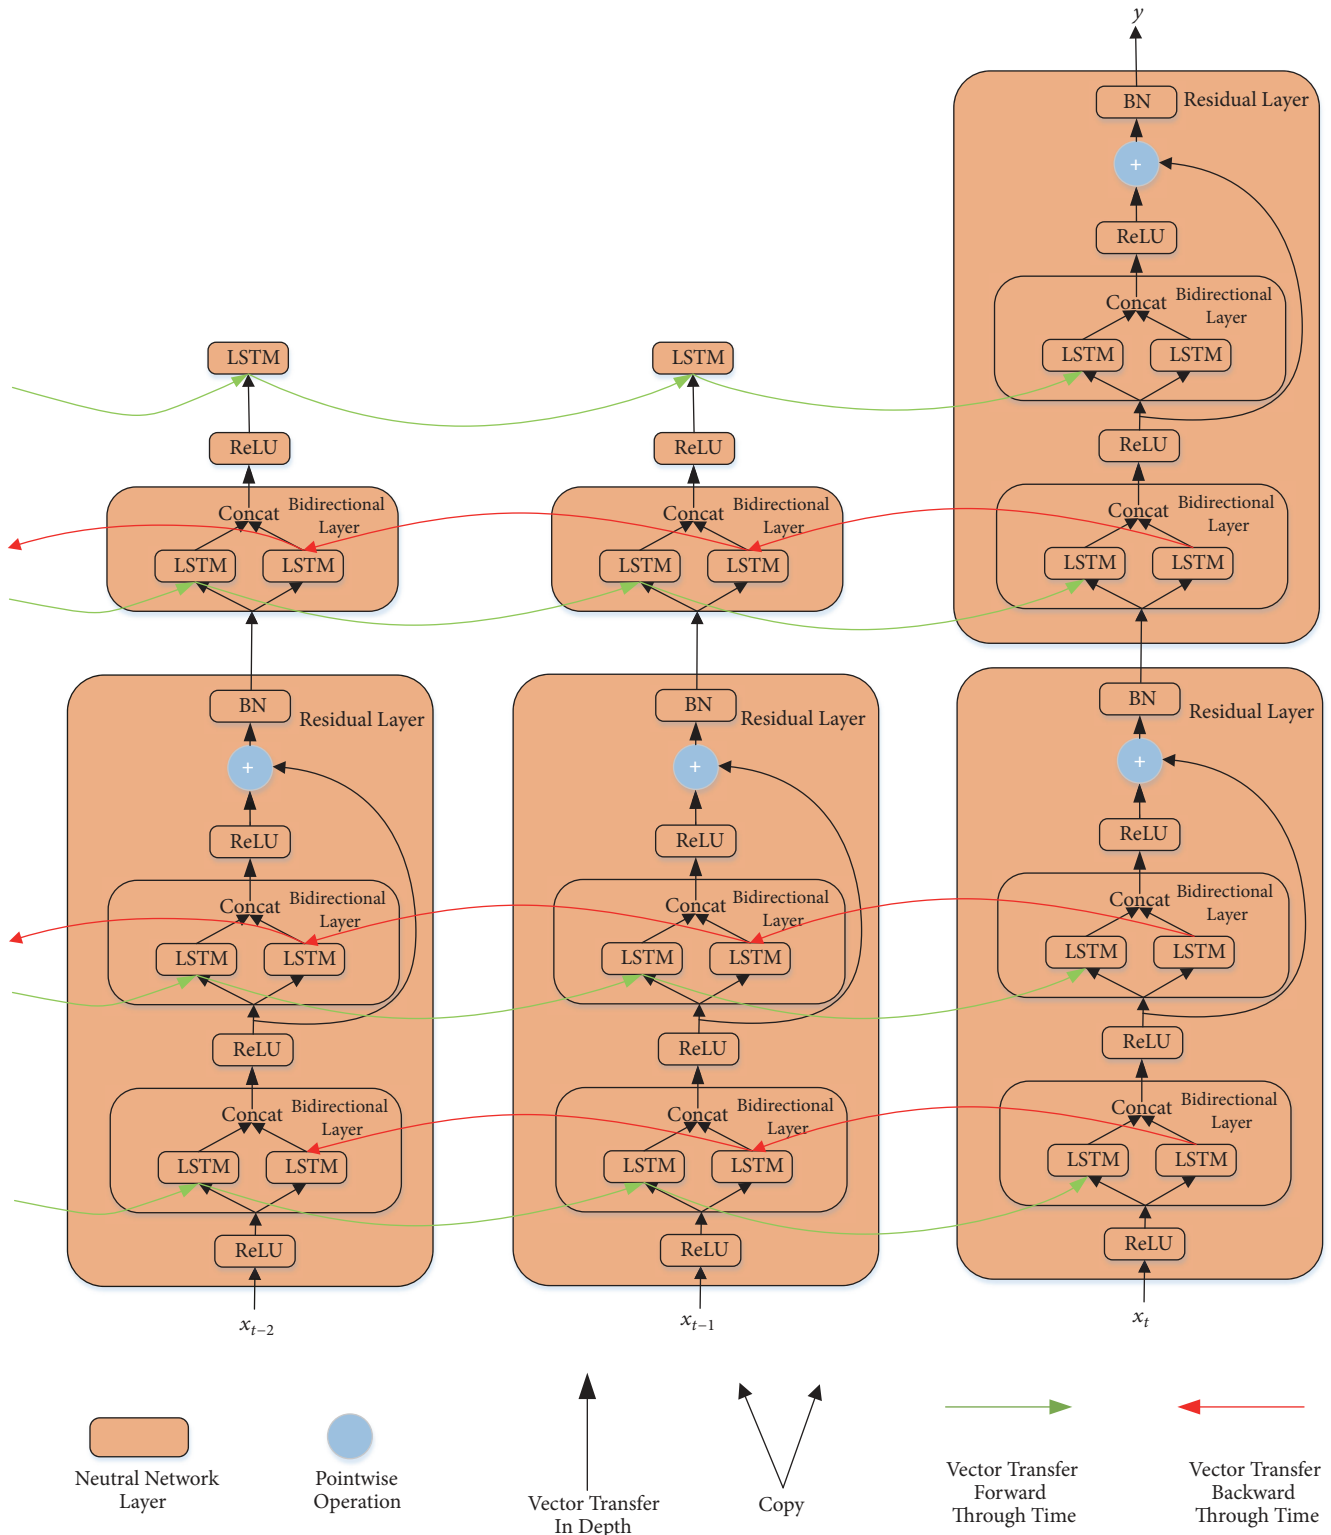 y
BN
Residual Layer
+
ReLU
Concat
Bidirectional
Layer
LSTM
LSTM
LSTM
LSTM
ReLU
ReLU
ReLU
Concat
Bidirectional
Layer
LSTM
LSTM
Concat
Bidirectional
Layer
LSTM
LSTM
Concat
Bidirectional
Layer
LSTM
LSTM
BN
Residual Layer
+
ReLU
Concat
Bidirectional
Layer
LSTM
LSTM
ReLU
Concat
Bidirectional
Layer
LSTM
LSTM
ReLU
x_{t−2}
BN
Residual Layer
+
ReLU
Concat
Bidirectional
Layer
LSTM
LSTM
ReLU
Concat
Bidirectional
Layer
LSTM
LSTM
ReLU
x_{t−1}
BN
Residual Layer
+
ReLU
Concat
Bidirectional
Layer
LSTM
LSTM
ReLU
Concat
Bidirectional
Layer
LSTM
LSTM
ReLU
x_t
Neutral Network
Layer
Pointwise
Operation
Vector Transfer
In Depth
Copy
Vector Transfer
Forward
Through Time
Vector Transfer
Backward
Through Time